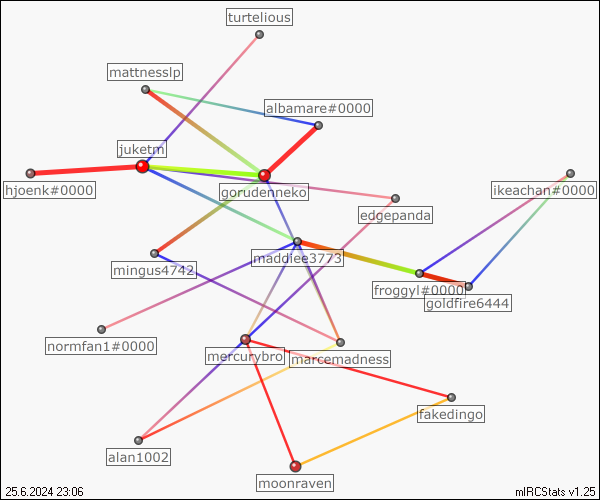 turtelious
mattnesslp
albamare#0000
juketm
hjoenk#0000
gorudenneko
ikeachan#0000
edgepanda
maddiee3773
mingus4742
froggyl#0000
goldfire6444
normfan1#0000
mercurybro
marcemadness
fakedingo
alan1002
moonraven
25.6.2024 23:06
mIRCStats v1.25